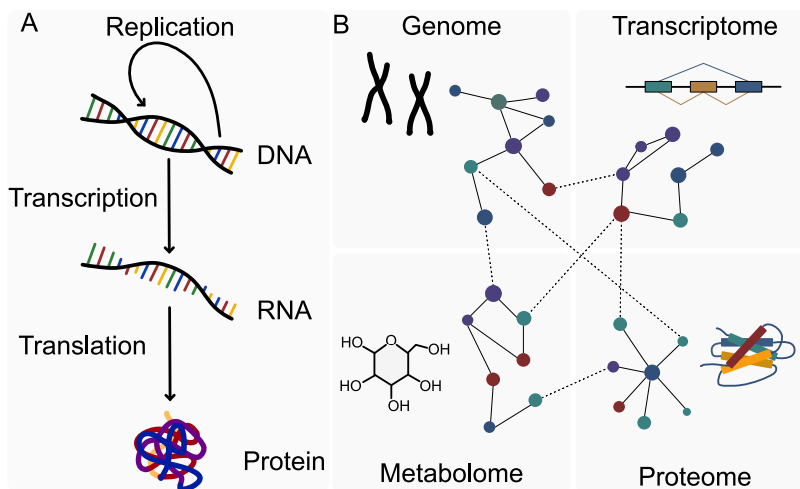 A
Replication
DNA
Transcription
RNA
Translation
Protein
B
Genome
Transcriptome
HO
O
OH
HO
OH
OH
Metabolome
Proteome